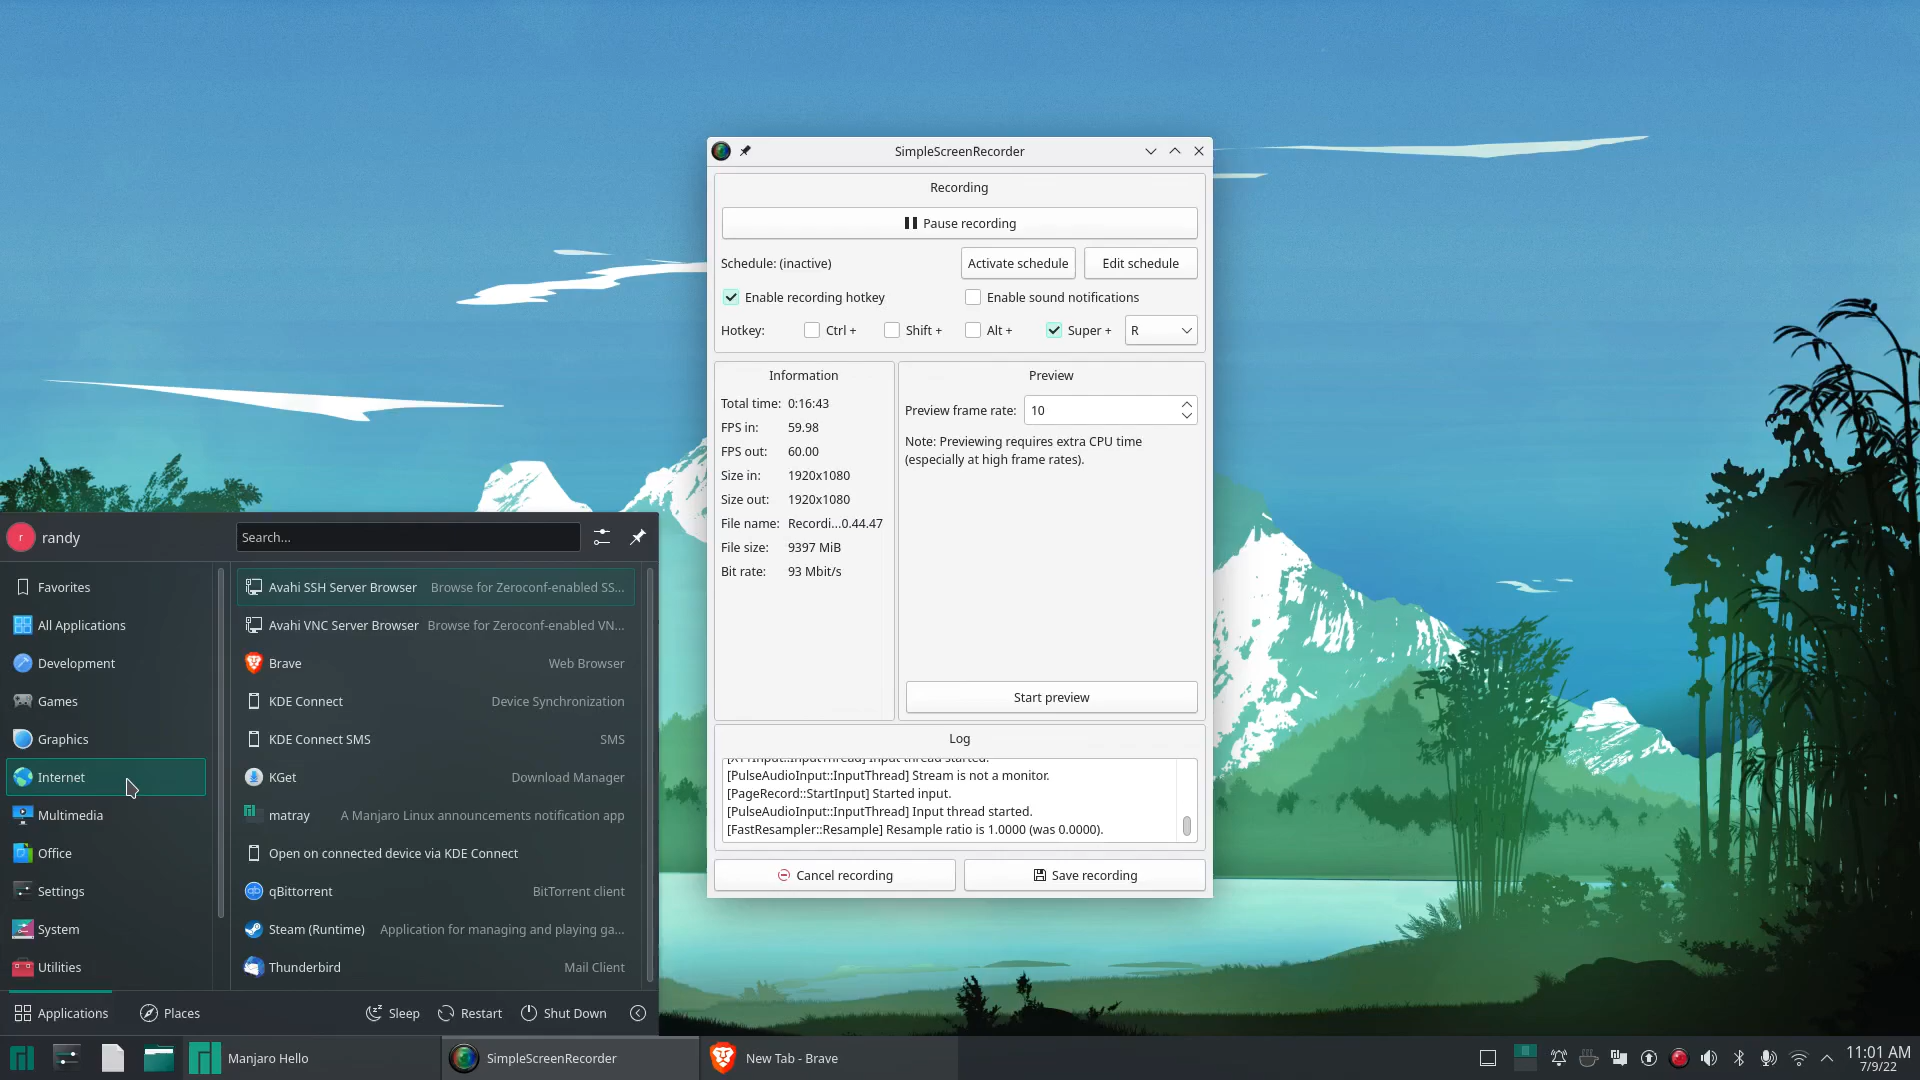 SimpleScreenRecorder
Recording
Pause recording
Schedule: (inactive)
Activate schedule
Edit schedule
Enable recording hotkey
Enable sound notifications
Hotkey:
Ctrl +
Shift +
Alt +
Super +
R
Information
Total time: 0:16:43
FPS in: 59.98
FPS out: 60.00
Size in: 1920x1080
Size out: 1920x1080
File name: Recordi...0.44.47
File size: 9397 MiB
Bit rate: 93 Mbit/s
Preview
Preview frame rate: 10
Note: Previewing requires extra CPU time
(especially at high frame rates).
Start preview
Log
[PulseAudioInput::InputThread] Stream is not a monitor.
[PageRecord::StartInput] Started input.
[PulseAudioInput::InputThread] Input thread started.
[FastResampler::Resample] Resample ratio is 1.0000 (was 0.0000).
Cancel recording
Save recording
r
randy
Search...
Favorites
All Applications
Development
Games
Graphics
Internet
Multimedia
Office
Settings
System
Utilities
Avahi SSH Server Browser Browse for Zeroconf-enabled SS...
Avahi VNC Server Browser Browse for Zeroconf-enabled VN...
Brave Web Browser
KDE Connect Device Synchronization
KDE Connect SMS SMS
KGet Download Manager
matray A Manjaro Linux announcements notification app
Open on connected device via KDE Connect
qBittorrent BitTorrent client
Steam (Runtime) Application for managing and playing ga...
Thunderbird Mail Client
Applications
Places
Sleep
Restart
Shut Down
Manjaro Hello
SimpleScreenRecorder
New Tab - Brave
11:01 AM
7/9/22